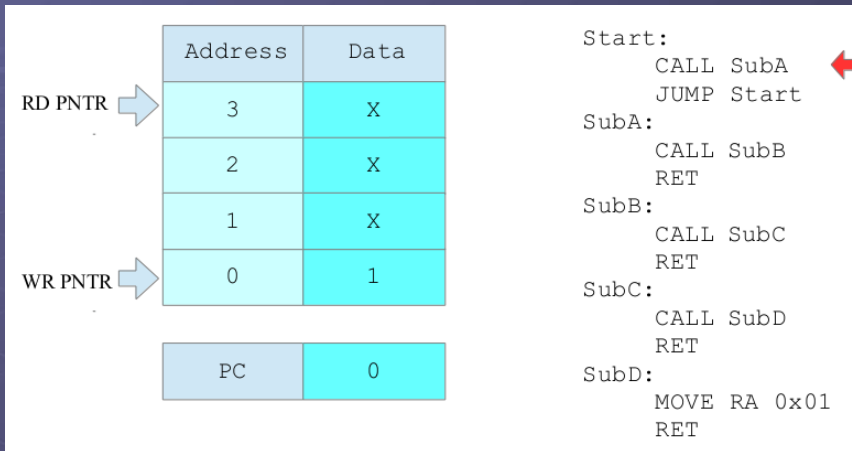 Address Data
RD PNTR
3 X
2 X
1 X
WR PNTR
0 1
PC 0
Start:
CALL SubA
JUMP Start
SubA:
CALL SubB
RET
SubB:
CALL SubC
RET
SubC:
CALL SubD
RET
SubD:
MOVE RA 0x01
RET